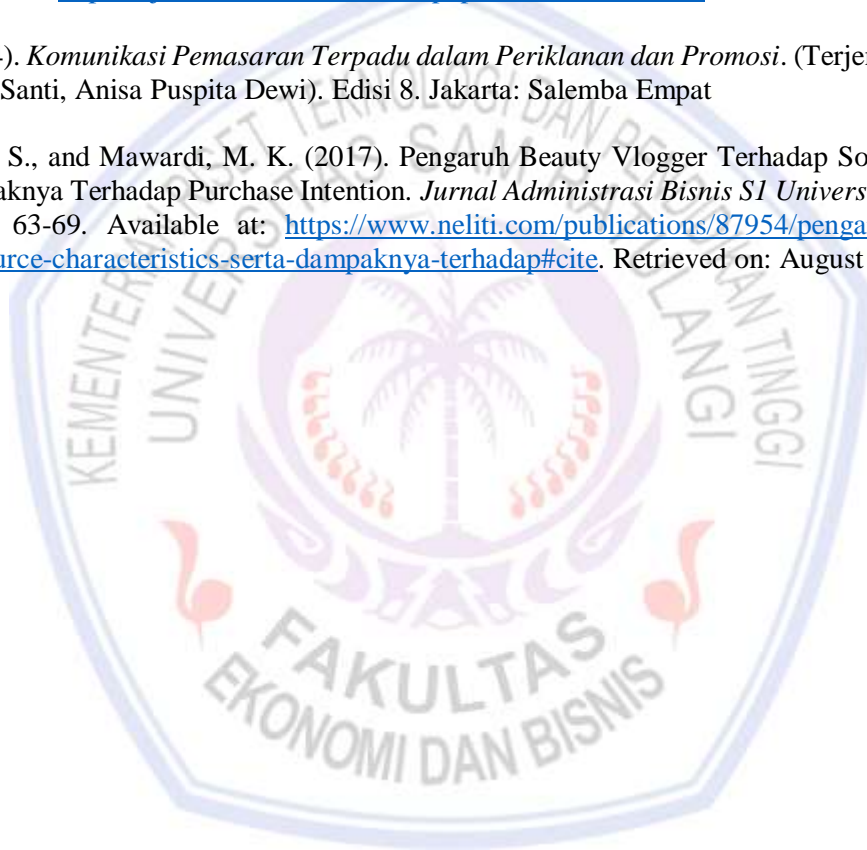 ). Komunikasi Pemasaran Terpadu dalam Periklanan dan Promosi. (Terje
Santi, Anisa Puspita Dewi). Edisi 8. Jakarta: Salemba Empat
S., and Mawardi, M. K. (2017). Pengaruh Beauty Vlogger Terhadap So
aknya Terhadap Purchase Intention. Jurnal Administrasi Bisnis S1 Univers
63-69. Available at: https://www.neliti.com/publications/87954/penga
urce-characteristics-serta-dampaknya-terhadap#cite. Retrieved on: August
UNIVERSITAS SAM RATULANGI
FAKULTAS
EKONOMI DAN BISNIS